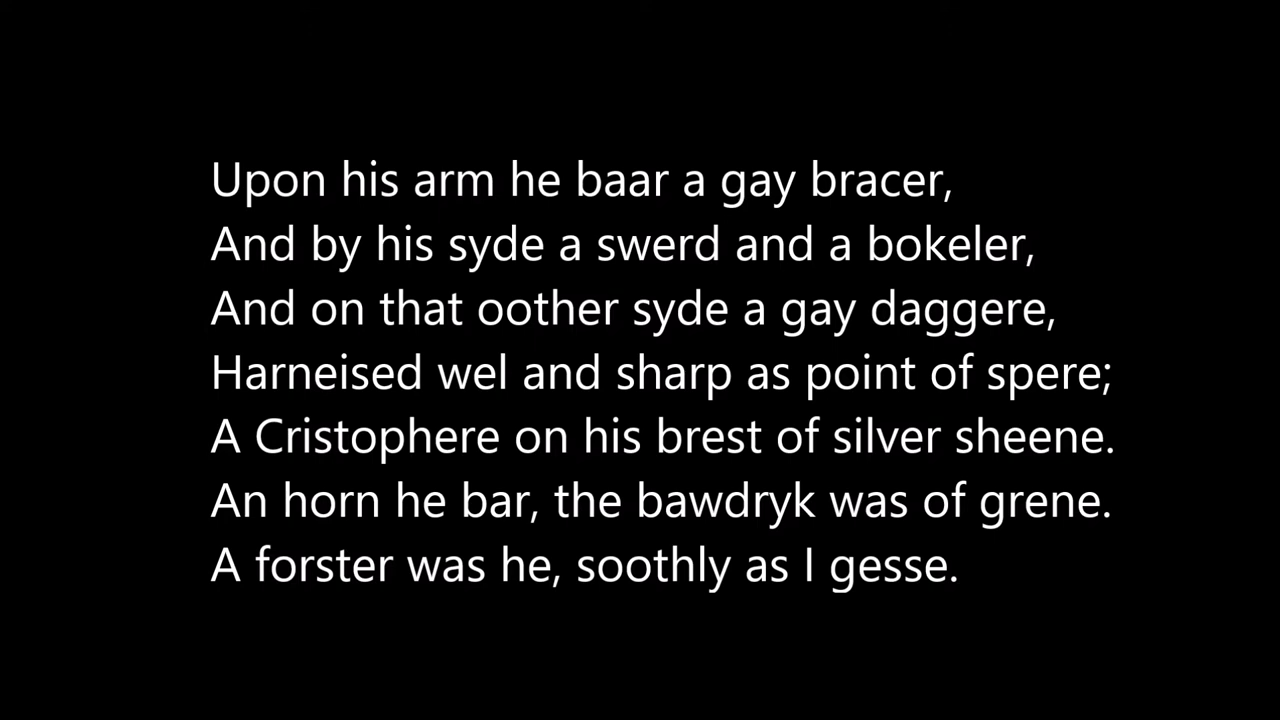 Upon his arm he baar a gay bracer,
And by his syde a swerd and a bokeler,
And on that oother syde a gay daggere,
Harneised wel and sharp as point of spere;
A Cristophere on his brest of silver sheene.
An horn he bar, the bawdryk was of grene.
A forster was he, soothly as I gesse.